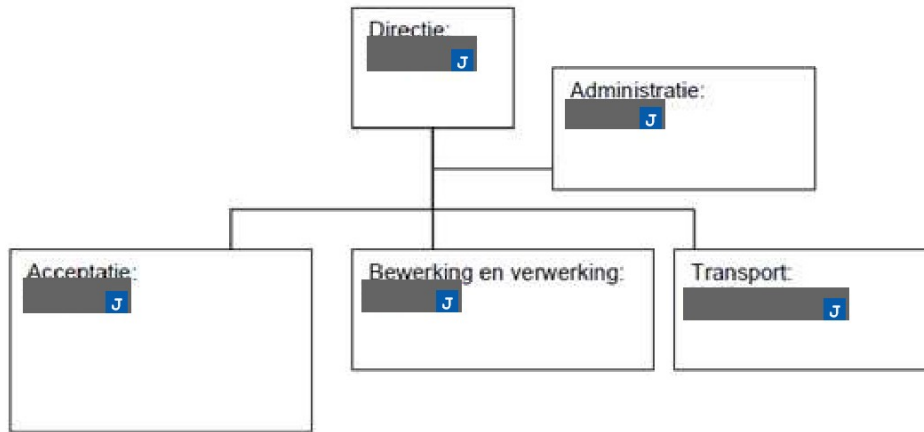 Directie:
J
Administratie:
J
Acceptatie:
J
Bewerking en verwerking:
J
Transport:
J